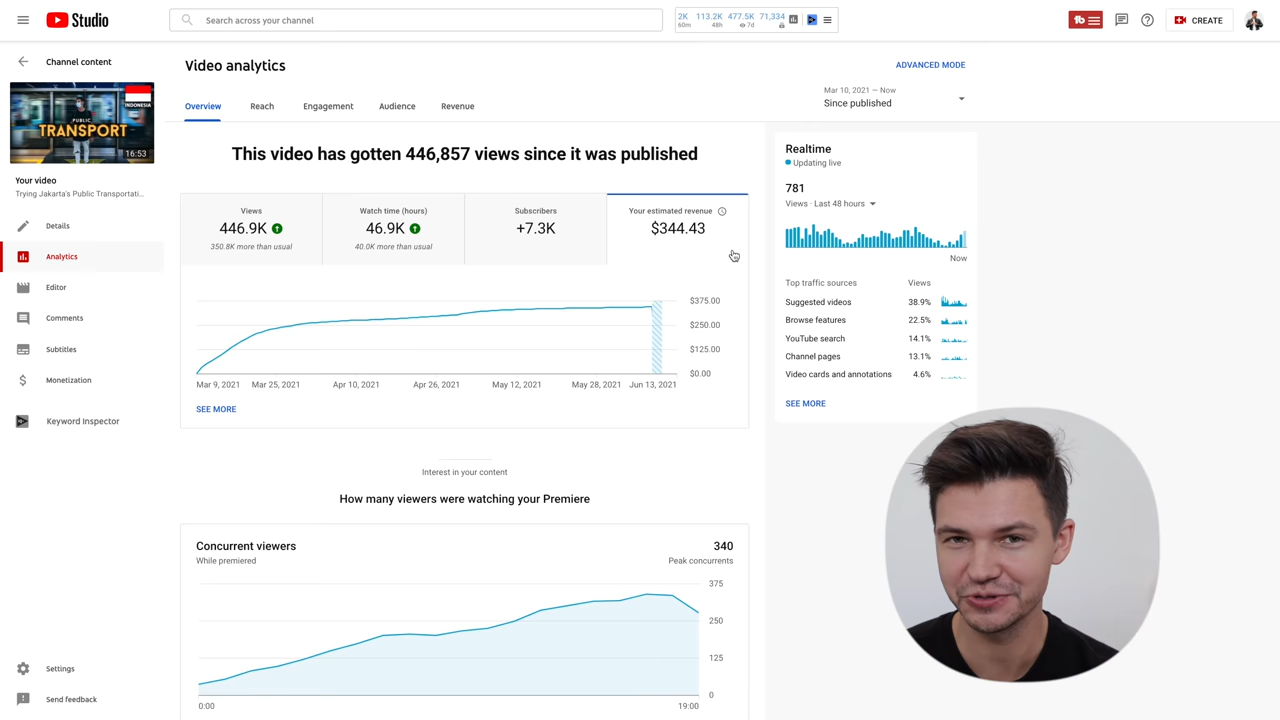 Studio
Search across your channel
2K 113.2K 477.5K 71,334
60m 48h 7d
CREATE
Channel content
INDONESIA
PUBLIC
TRANSPORT
16:53
Your video
Trying Jakarta's Public Transportati...
Details
Analytics
Editor
Comments
Subtitles
Monetization
Keyword Inspector
Settings
Send feedback
Video analytics
ADVANCED MODE
Overview
Reach
Engagement
Audience
Revenue
Mar 10, 2021 — Now
Since published
This video has gotten 446,857 views since it was published
Views
446.9K
350.8K more than usual
Watch time (hours)
46.9K
40.0K more than usual
Subscribers
+7.3K
Your estimated revenue
$344.43
$375.00
$250.00
$125.00
$0.00
Mar 9, 2021
Mar 25, 2021
Apr 10, 2021
Apr 26, 2021
May 12, 2021
May 28, 2021
Jun 13, 2021
SEE MORE
Interest in your content
How many viewers were watching your Premiere
Concurrent viewers
While premiered
340
Peak concurrents
375
250
125
0
0:00
19:00
Realtime
Updating live
781
Views · Last 48 hours
Now
Top traffic sources Views
Suggested videos 38.9%
Browse features 22.5%
YouTube search 14.1%
Channel pages 13.1%
Video cards and annotations 4.6%
SEE MORE